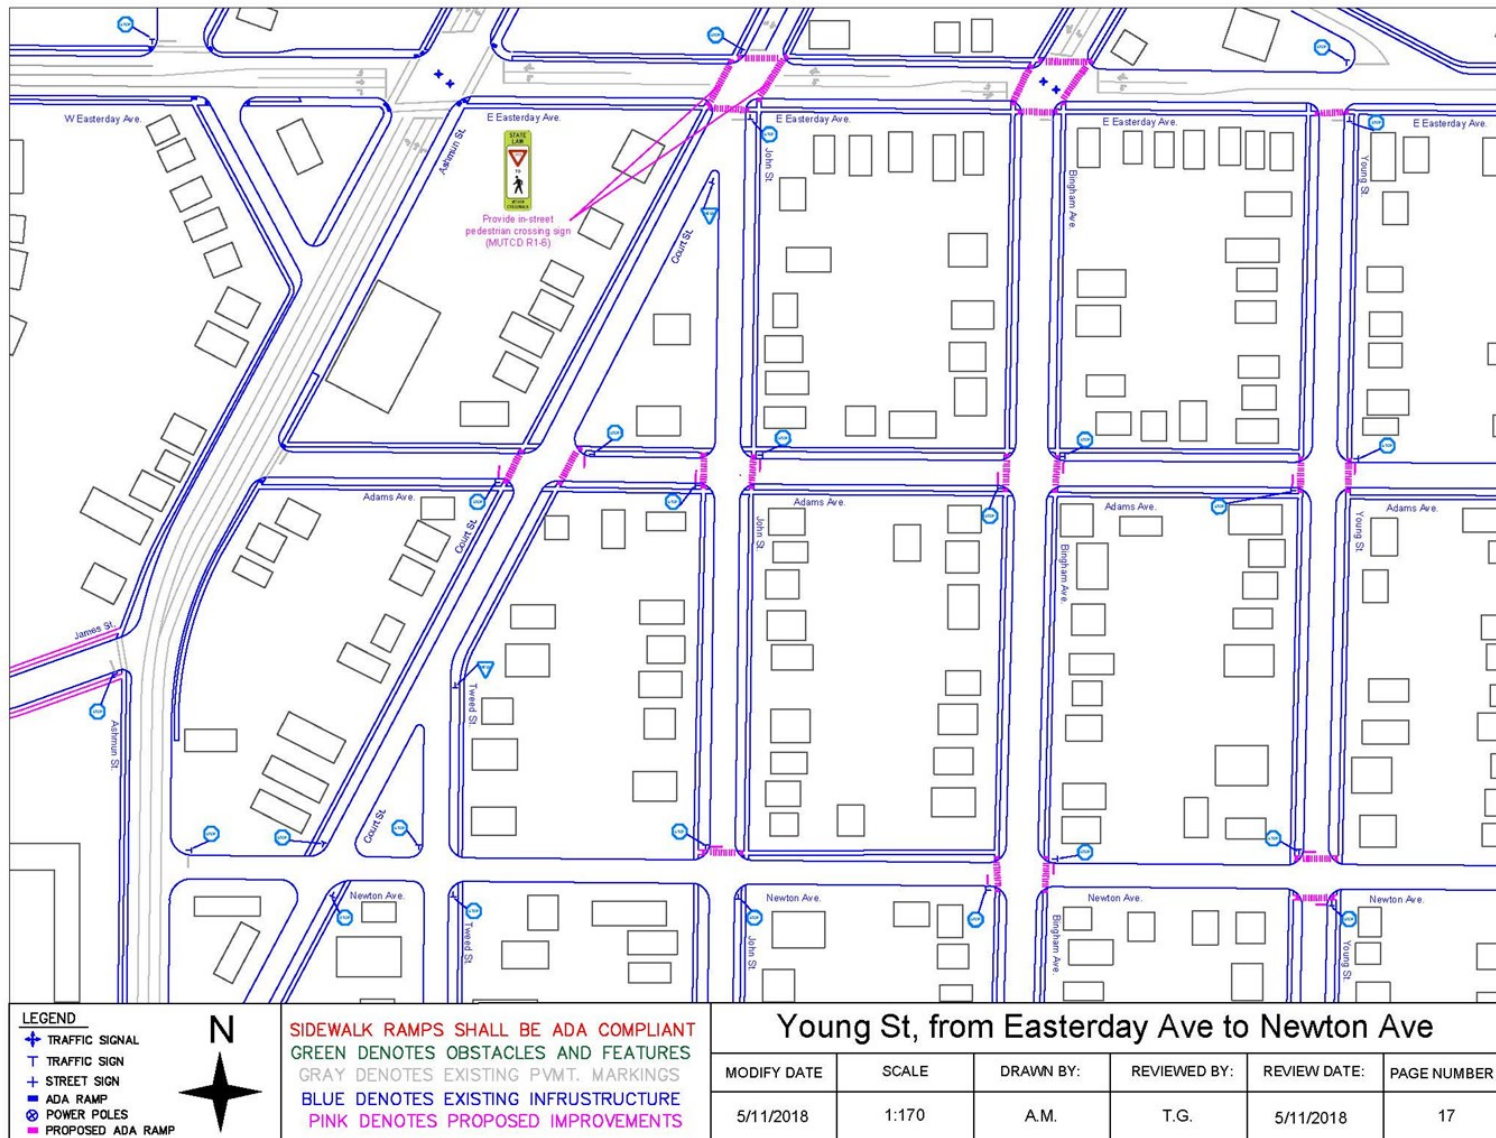 W Easterday Ave.
E Easterday Ave.
E Easterday Ave.
E Easterday Ave.
E Easterday Ave.
Ashmun St.
STATE
LAW
TO
WITHIN
CROSSWALK
Provide in-street
pedestrian crossing sign
(MUTCD R1-6)
Court St.
John St.
Bingham Ave.
Young St.
STOP
Adams Ave.
Adams Ave.
Adams Ave.
Adams Ave.
Court St.
John St.
Bingham Ave.
Young St.
James St.
Ashmun St.
Tweed St.
Court St.
Newton Ave.
Newton Ave.
Newton Ave.
Newton Ave.
Tweed St.
John St.
Bingham Ave.
Young St.
LEGEND
TRAFFIC SIGNAL
TRAFFIC SIGN
STREET SIGN
ADA RAMP
POWER POLES
PROPOSED ADA RAMP
N
SIDEWALK RAMPS SHALL BE ADA COMPLIANT
GREEN DENOTES OBSTACLES AND FEATURES
GRAY DENOTES EXISTING PVMT. MARKINGS
BLUE DENOTES EXISTING INFRUSTRUCTURE
PINK DENOTES PROPOSED IMPROVEMENTS
Young St, from Easterday Ave to Newton Ave
MODIFY DATE SCALE DRAWN BY: REVIEWED BY: REVIEW DATE: PAGE NUMBER
5/11/2018 1:170 A.M. T.G. 5/11/2018 17